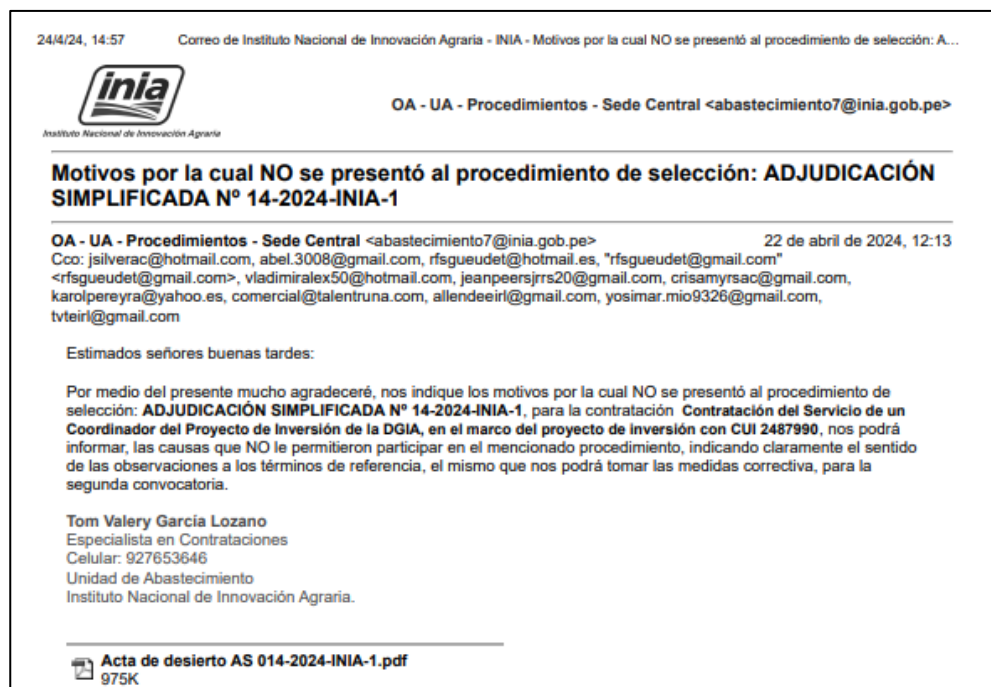 24/4/24, 14:57 Correo de Instituto Nacional de Innovación Agraria - INIA - Motivos por la cual NO se presentó al procedimiento de selección: A...
inia
Instituto Nacional de Innovación Agraria
OA - UA - Procedimientos - Sede Central <abastecimiento7@inia.gob.pe>
Motivos por la cual NO se presentó al procedimiento de selección: ADJUDICACIÓN
SIMPLIFICADA Nº 14-2024-INIA-1
OA - UA - Procedimientos - Sede Central <abastecimiento7@inia.gob.pe> 22 de abril de 2024, 12:13
Cco: jsilverac@hotmail.com, abel.3008@gmail.com, rfsgueudet@hotmail.es, "rfsgueudet@gmail.com"
<rfsgueudet@gmail.com>, vladimiralex50@hotmail.com, jeanpeersjrrs20@gmail.com, crisamyrsac@gmail.com,
karolpereyra@yahoo.es, comercial@talentruna.com, allendeeirl@gmail.com, yosimar.mio9326@gmail.com,
tvteirl@gmail.com
Estimados señores buenas tardes:
Por medio del presente mucho agradeceré, nos indique los motivos por la cual NO se presentó al procedimiento de
selección: ADJUDICACIÓN SIMPLIFICADA Nº 14-2024-INIA-1, para la contratación Contratación del Servicio de un
Coordinador del Proyecto de Inversión de la DGIA, en el marco del proyecto de inversión con CUI 2487990, nos podrá
informar, las causas que NO le permitieron participar en el mencionado procedimiento, indicando claramente el sentido
de las observaciones a los términos de referencia, el mismo que nos podrá tomar las medidas correctiva, para la
segunda convocatoria.
Tom Valery García Lozano
Especialista en Contrataciones
Celular: 927653646
Unidad de Abastecimiento
Instituto Nacional de Innovación Agraria.
Acta de desierto AS 014-2024-INIA-1.pdf
975K